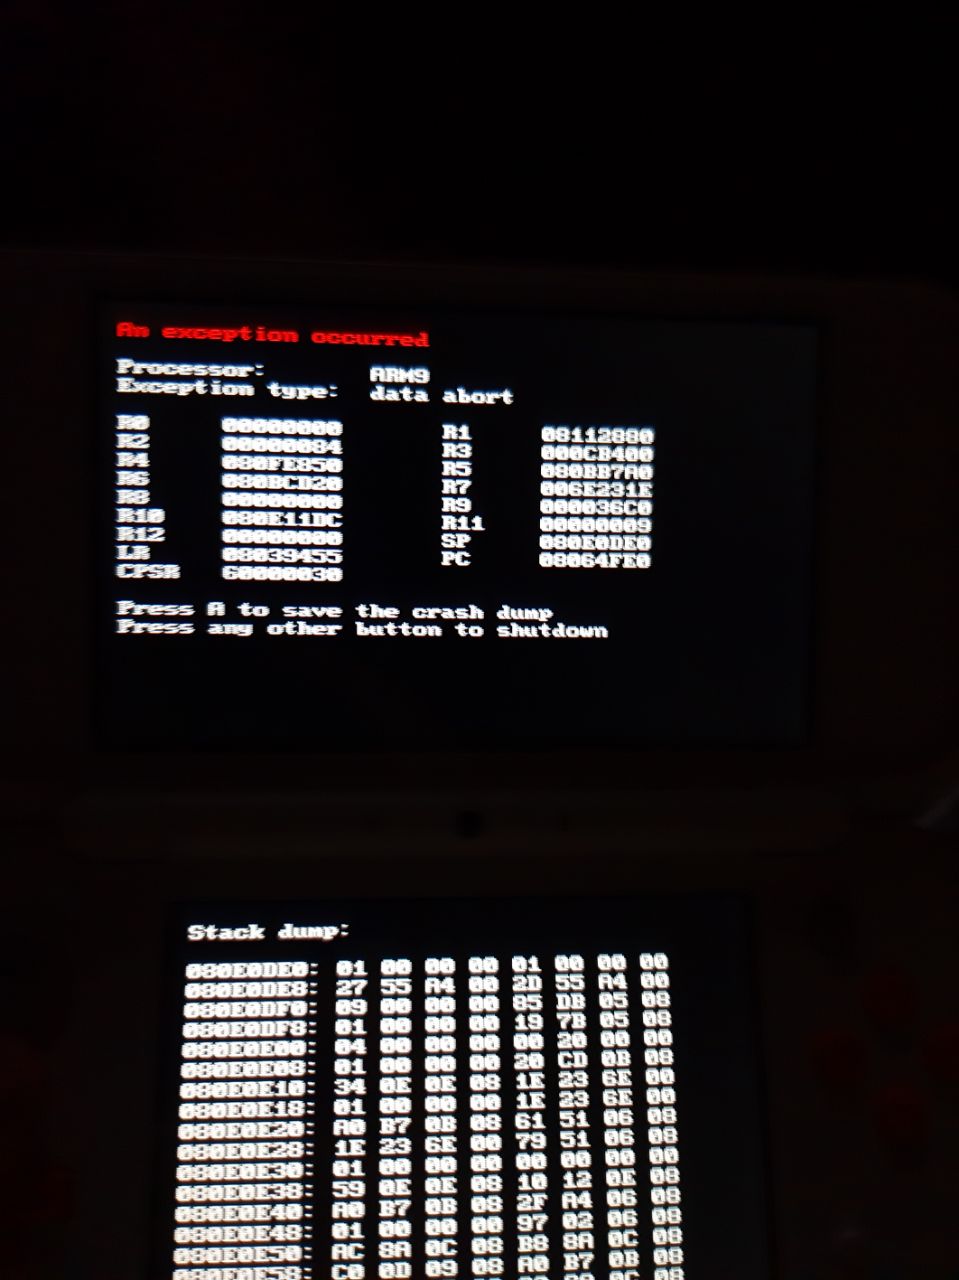 An exception occurred
Processor: ARM9
Exception type: data abort
R0 00000000 R1 08112880
R2 00000084 R3 000CB400
R4 080FE850 R5 080BB7A0
R6 080BCD20 R7 006E231E
R8 00000000 R9 000036C0
R10 080E11DC R11 00000009
R12 00000000 SP 080E0DE0
LR 08039455 PC 08064FE0
CPSR 60000030
Press A to save the crash dump
Press any other button to shutdown
Stack dump:
080E0DE0: 01 00 00 00 01 00 00 00
080E0DE8: 27 55 A4 00 2D 55 A4 00
080E0DF0: 09 00 00 00 85 DB 05 08
080E0DF8: 01 00 00 00 19 7B 05 08
080E0E00: 04 00 00 00 00 20 00 00
080E0E08: 01 00 00 00 20 CD 0B 08
080E0E10: 34 0E 0E 08 1E 23 6E 00
080E0E18: 01 00 00 00 1E 23 6E 00
080E0E20: A0 B7 0B 08 61 51 06 08
080E0E28: 1E 23 6E 00 79 51 06 08
080E0E30: 01 00 00 00 00 00 00 00
080E0E38: 59 0E 0E 08 10 12 0E 08
080E0E40: A0 B7 0B 08 2F A4 06 08
080E0E48: 01 00 00 00 97 02 06 08
080E0E50: AC 8A 0C 08 B8 8A 0C 08
080E0E58: C0 0D 09 08 A0 B7 0B 08